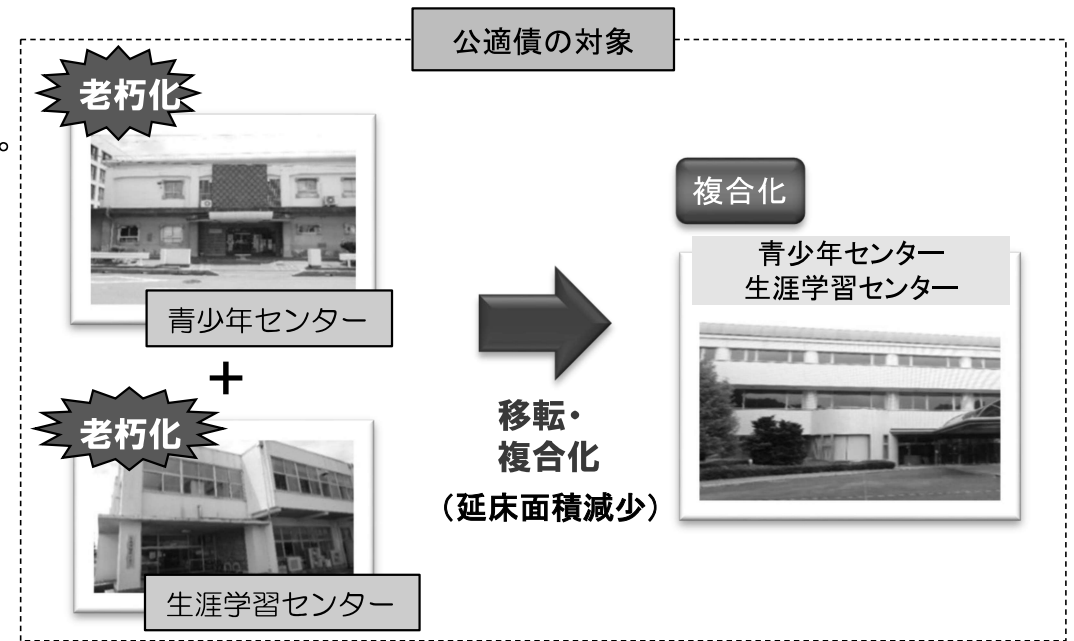 公適債の対象
老朽化
。
青少年センター
+
老朽化
生涯学習センター
移転・
複合化
(延床面積減少)
複合化
青少年センター
生涯学習センター